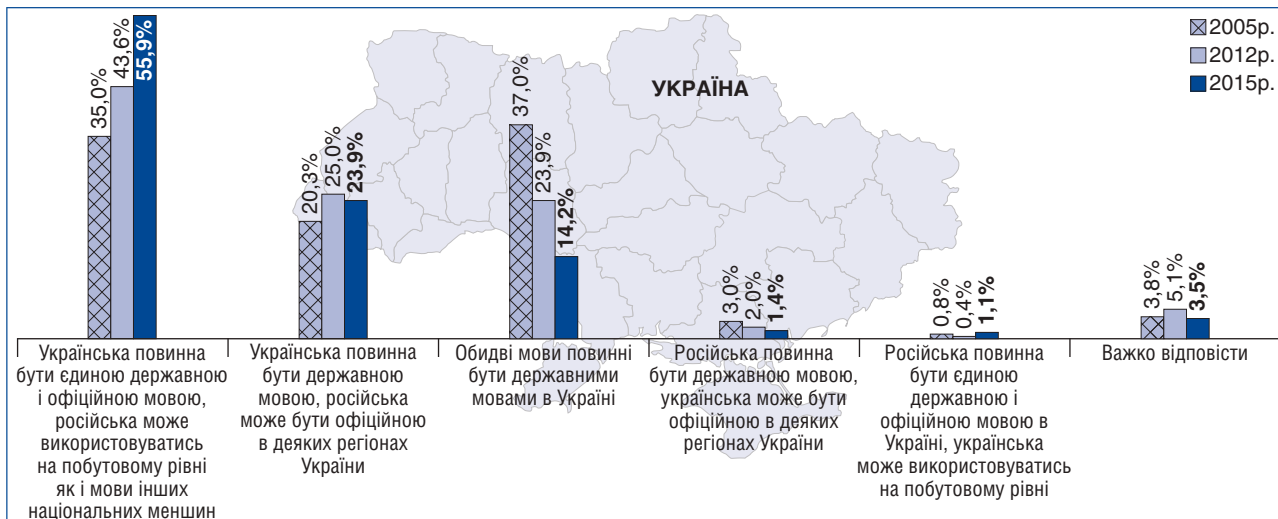 УКРАЇНА
2005р.
2012р.
2015р.
35,0%
43,6%
55,9%
20,3%
25,0%
23,9%
37,0%
23,9%
14,2%
3,0%
2,0%
1,4%
0,8%
0,4%
1,1%
3,8%
5,1%
3,5%
Українська повинна
бути єдиною державною
і офіційною мовою,
російська може
використовуватись
на побутовому рівні
як і мови інших
національних меншин
Українська повинна
бути державною
мовою, російська
може бути офіційною
в деяких регіонах
України
Обидві мови повинні
бути державними
мовами в Україні
Російська повинна
бути державною мовою,
українська може бути
офіційною в деяких
регіонах України
Російська повинна
бути єдиною
державною і
офіційною мовою в
Україні, українська
може використовуватись
на побутовому рівні
Важко відповісти